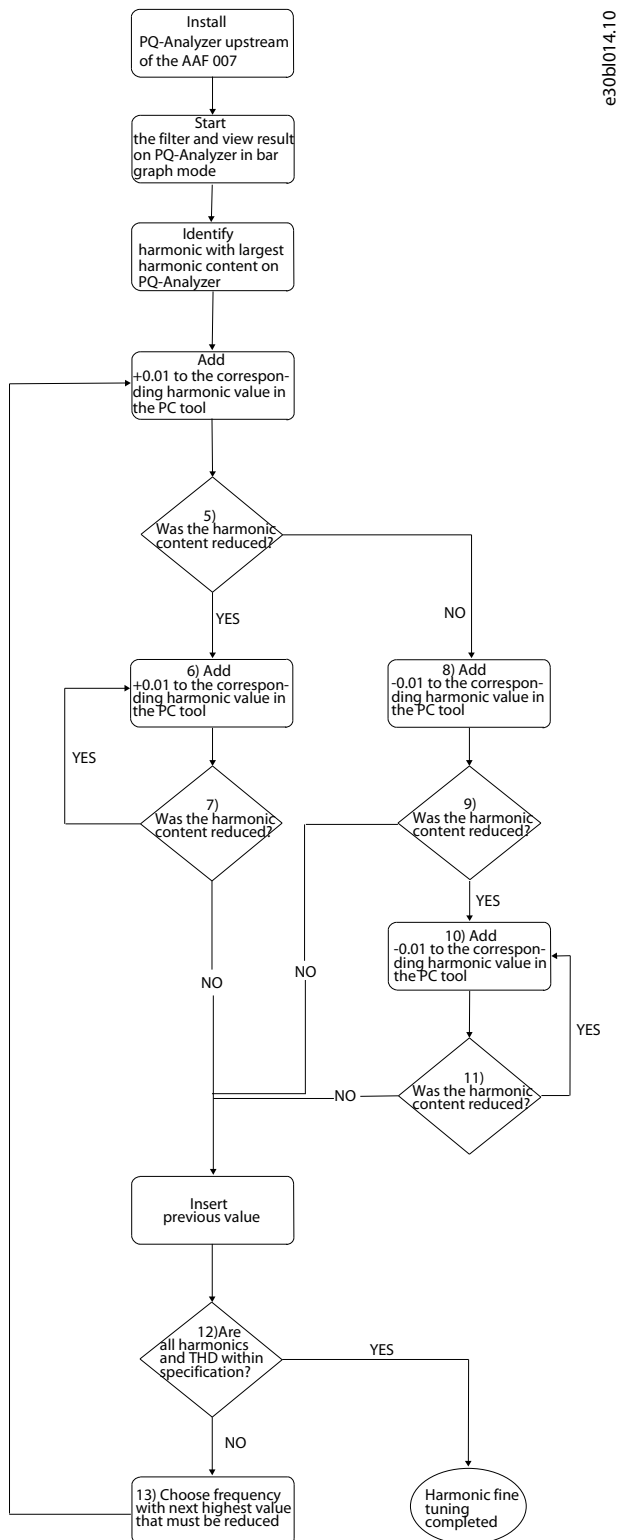 e30bl014.10
Install
PQ-Analyzer upstream
of the AAF 007
Start
the filter and view result
on PQ-Analyzer in bar
graph mode
Identify
harmonic with largest
harmonic content on
PQ-Analyzer
Add
+0.01 to the correspon-
ding harmonic value in
the PC tool
5)
Was the harmonic
content reduced?
YES
NO
6) Add
+0.01 to the correspon-
ding harmonic value in
the PC tool
8) Add
-0.01 to the correspon-
ding harmonic value in
the PC tool
YES
7)
Was the harmonic
content reduced?
9)
Was the harmonic
content reduced?
YES
10) Add
-0.01 to the correspon-
ding harmonic value in
the PC tool
NO
NO
YES
11)
Was the harmonic
content reduced?
NO
Insert
previous value
12)Are
all harmonics
and THD within
specification?
YES
NO
13) Choose frequency
with next highest value
that must be reduced
Harmonic fine
tuning
completed